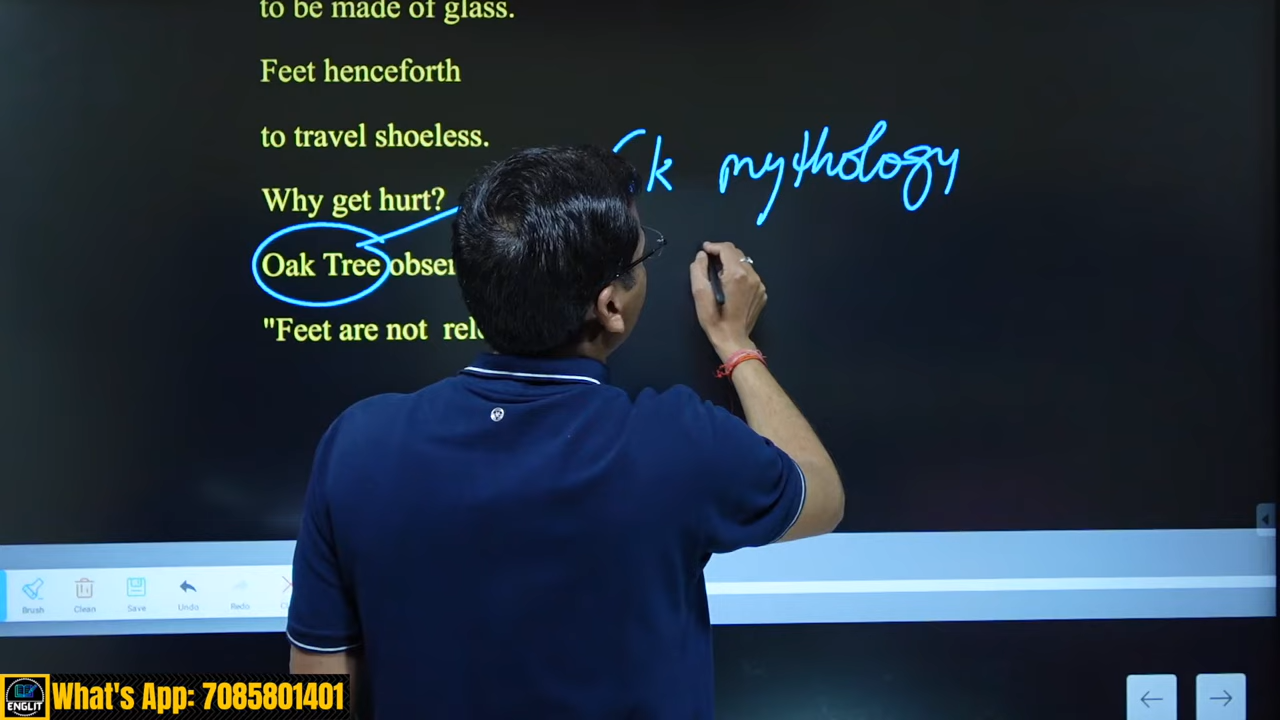 to be made of glass.
Feet henceforth
to travel shoeless.
k mythology
Why get hurt?
Oak Tree obser
"Feet are not rel
Brush
Clean
Save
Undo
Redo
ENGLIT
What's App: 7085801401